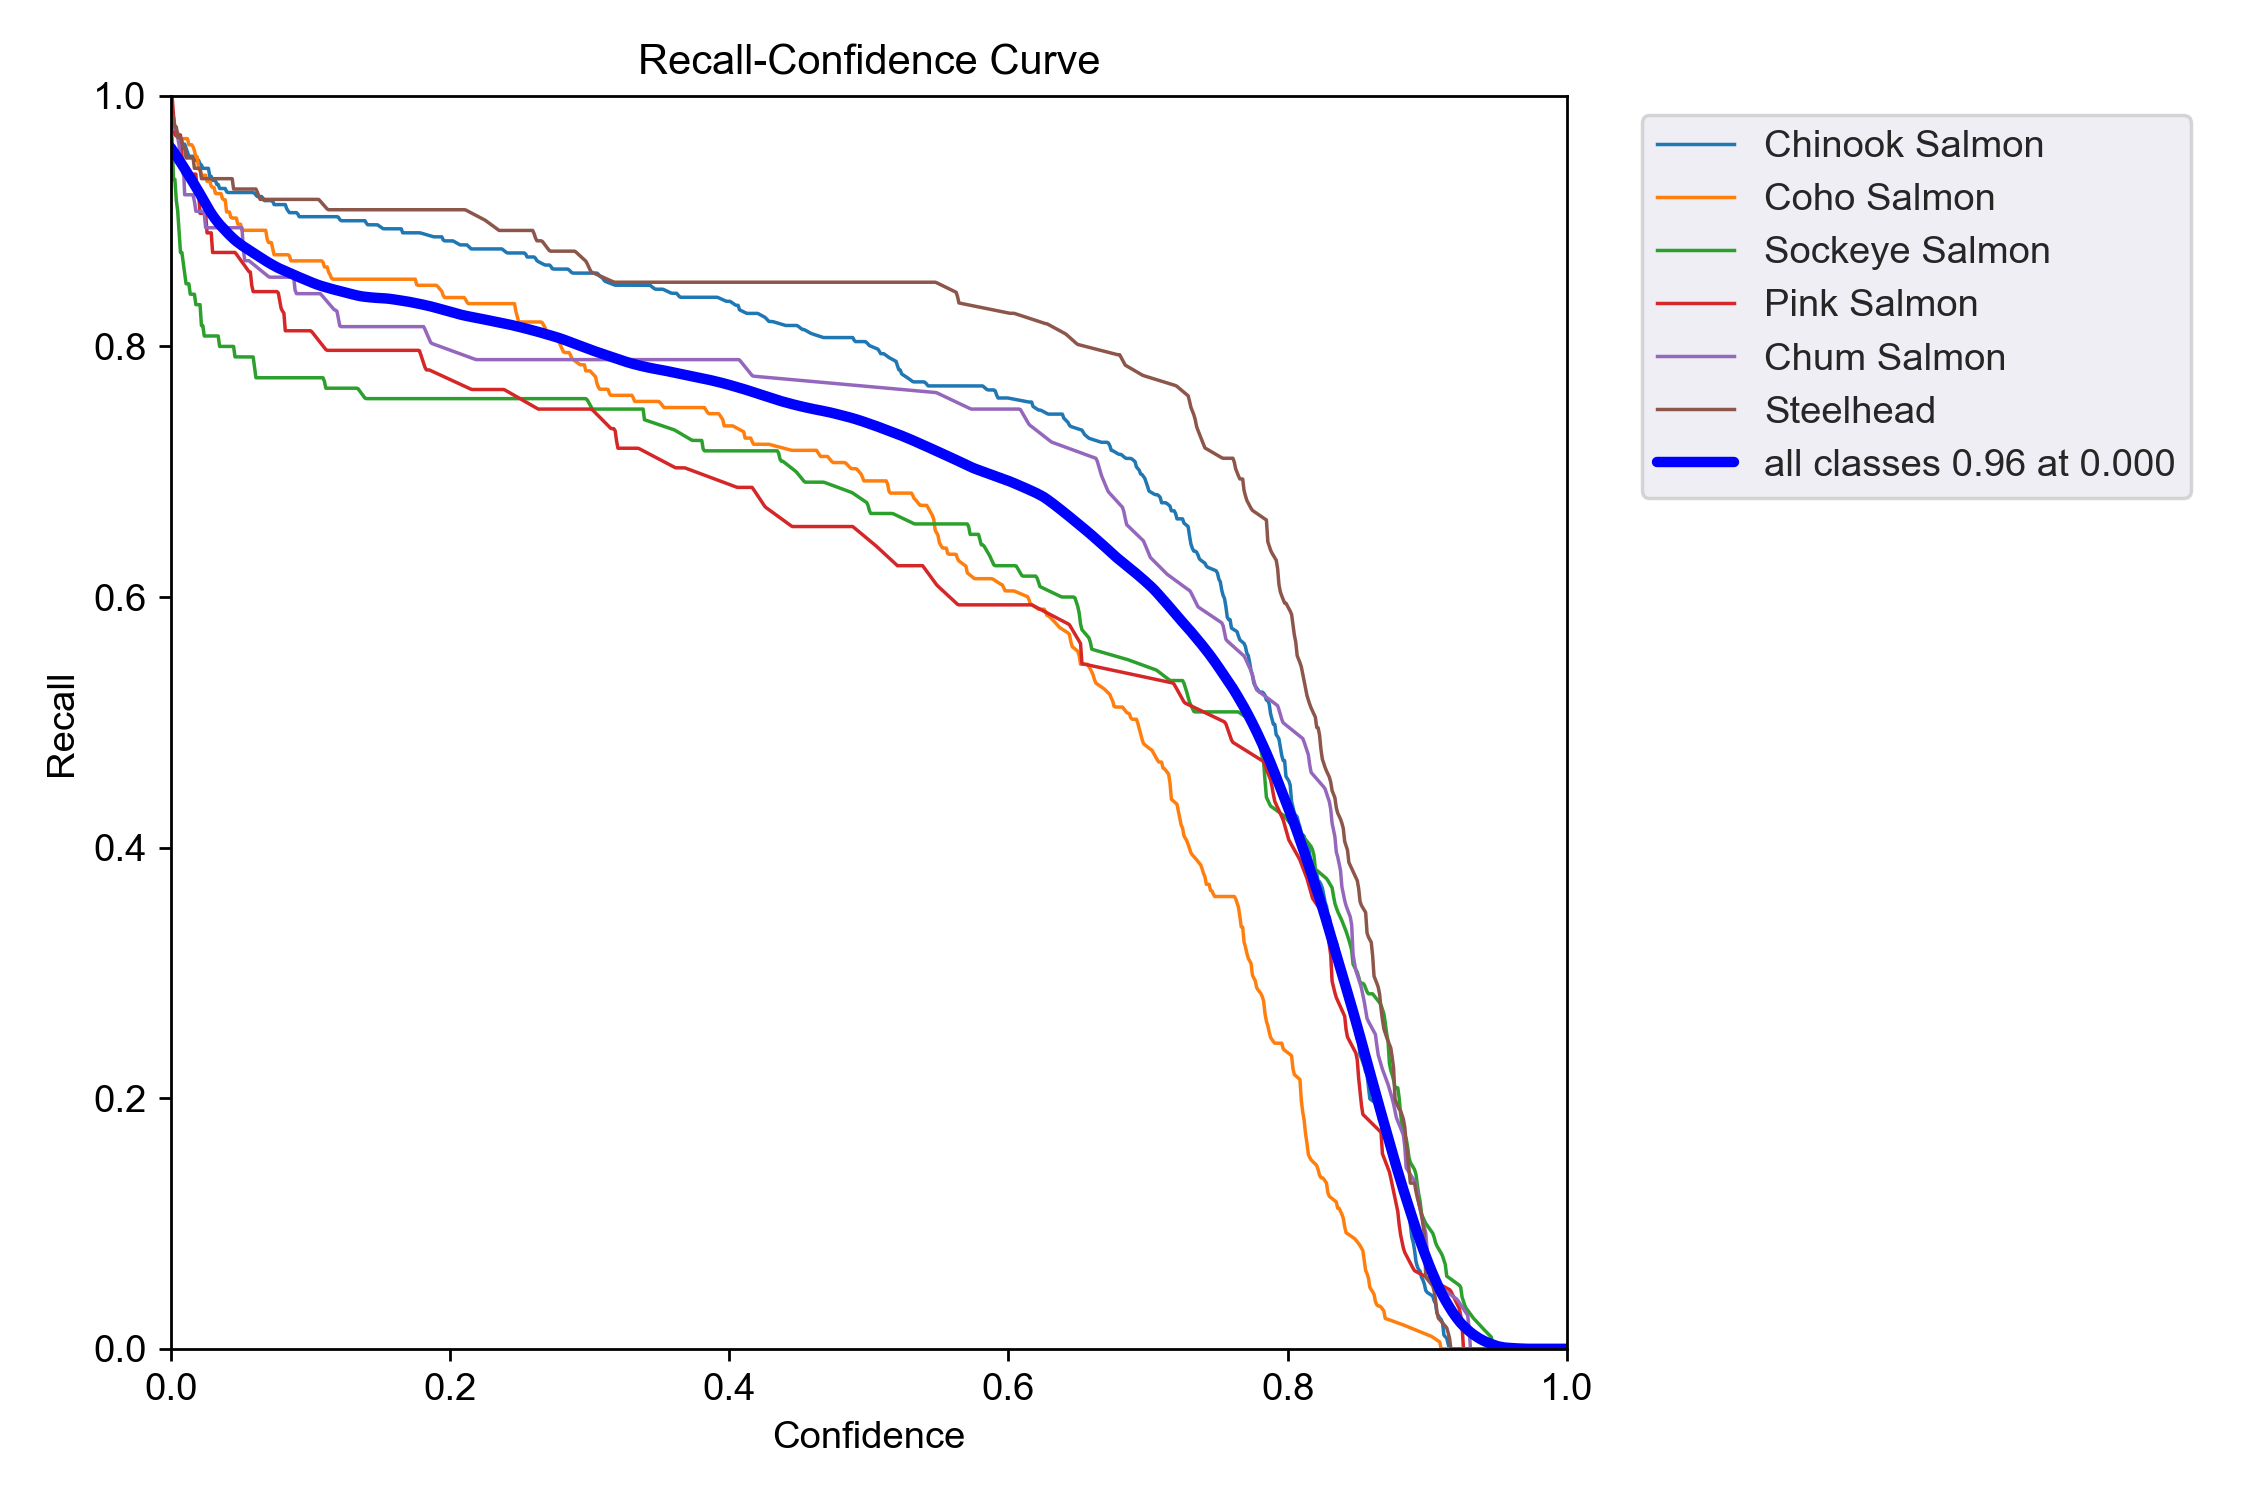 Recall-Confidence Curve
1.0
0.8
0.6
0.4
0.2
0.0
Recall
0.0 0.2 0.4 0.6 0.8 1.0
Confidence
Chinook Salmon
Coho Salmon
Sockeye Salmon
Pink Salmon
Chum Salmon
Steelhead
all classes 0.96 at 0.000